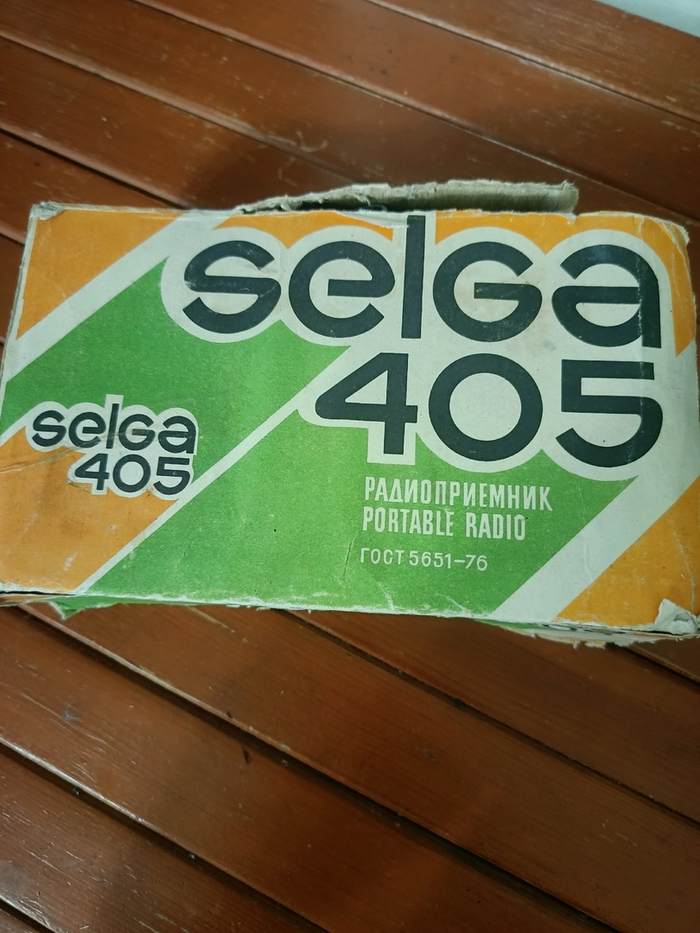 selga
405
selga
405
РАДИОПРИЕМНИК
PORTABLE RADIO
ГОСТ 5651-76